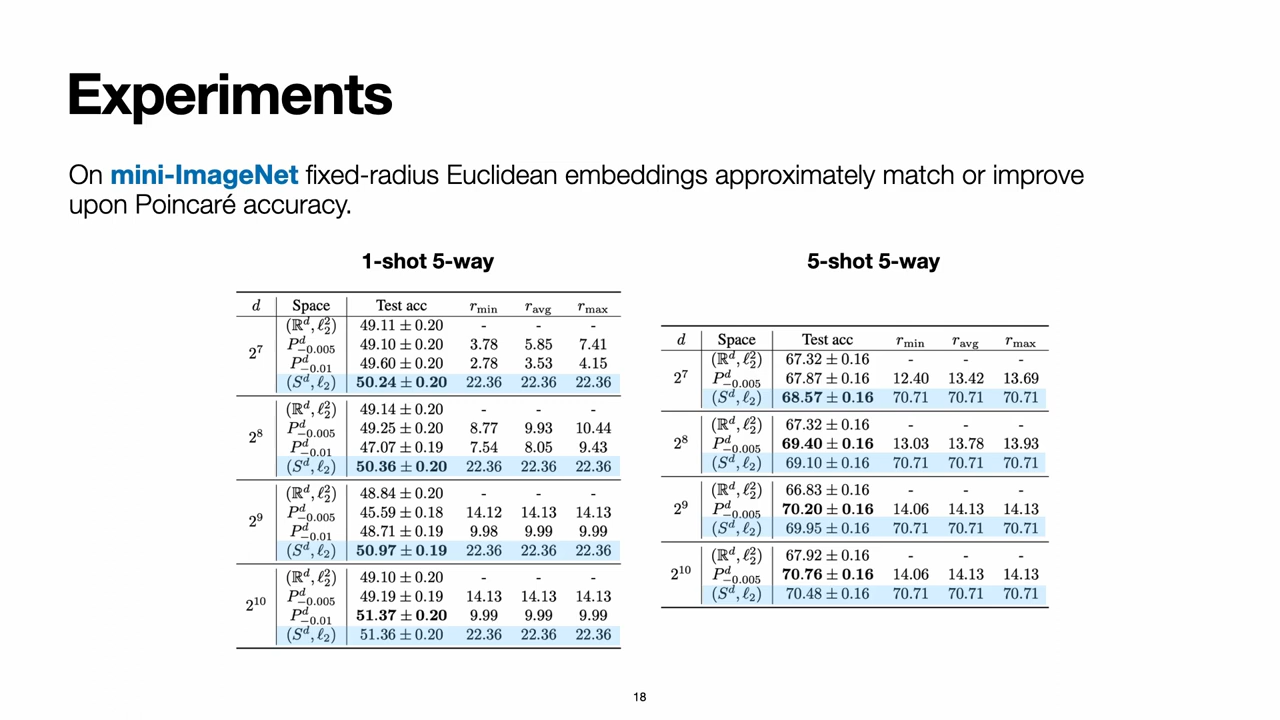 Experiments
On mini-ImageNet fixed-radius Euclidean embeddings approximately match or improve
upon Poincaré accuracy.
1-shot 5-way
d Space Test acc r_min r_avg r_max
2^7
(ℝ^d, ℓ_2^2) 49.11 ± 0.20 - - -
P^d_−0.005 49.10 ± 0.20 3.78 5.85 7.41
P^d_−0.01 49.60 ± 0.20 2.78 3.53 4.15
(S^d, ℓ_2) 50.24 ± 0.20 22.36 22.36 22.36
2^8
(ℝ^d, ℓ_2^2) 49.14 ± 0.20 - - -
P^d_−0.005 49.25 ± 0.20 8.77 9.93 10.44
P^d_−0.01 47.07 ± 0.19 7.54 8.05 9.43
(S^d, ℓ_2) 50.36 ± 0.20 22.36 22.36 22.36
2^9
(ℝ^d, ℓ_2^2) 48.84 ± 0.20 - - -
P^d_−0.005 45.59 ± 0.18 14.12 14.13 14.13
P^d_−0.01 48.71 ± 0.19 9.98 9.99 9.99
(S^d, ℓ_2) 50.97 ± 0.19 22.36 22.36 22.36
2^10
(ℝ^d, ℓ_2^2) 49.10 ± 0.20 - - -
P^d_−0.005 49.19 ± 0.19 14.13 14.13 14.13
P^d_−0.01 51.37 ± 0.20 9.99 9.99 9.99
(S^d, ℓ_2) 51.36 ± 0.20 22.36 22.36 22.36
5-shot 5-way
d Space Test acc r_min r_avg r_max
2^7
(ℝ^d, ℓ_2^2) 67.32 ± 0.16 - - -
P^d_−0.005 67.87 ± 0.16 12.40 13.42 13.69
(S^d, ℓ_2) 68.57 ± 0.16 70.71 70.71 70.71
2^8
(ℝ^d, ℓ_2^2) 67.32 ± 0.16 - - -
P^d_−0.005 69.40 ± 0.16 13.03 13.78 13.93
(S^d, ℓ_2) 69.10 ± 0.16 70.71 70.71 70.71
2^9
(ℝ^d, ℓ_2^2) 66.83 ± 0.16 - - -
P^d_−0.005 70.20 ± 0.16 14.06 14.13 14.13
(S^d, ℓ_2) 69.95 ± 0.16 70.71 70.71 70.71
2^10
(ℝ^d, ℓ_2^2) 67.92 ± 0.16 - - -
P^d_−0.005 70.76 ± 0.16 14.06 14.13 14.13
(S^d, ℓ_2) 70.48 ± 0.16 70.71 70.71 70.71
18